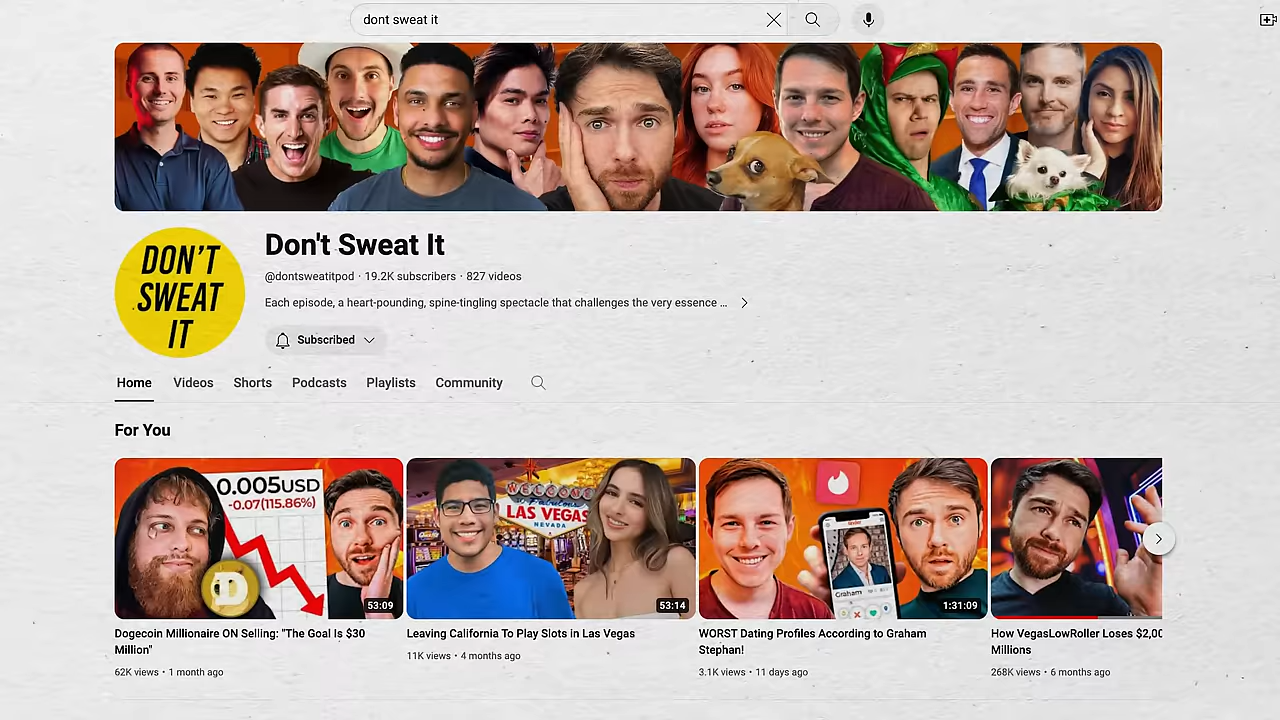 dont sweat it
DON'T
SWEAT
IT
Don't Sweat It
@dontsweatitpod · 19.2K subscribers · 827 videos
Each episode, a heart-pounding, spine-tingling spectacle that challenges the very essence ...
Subscribed
Home Videos Shorts Podcasts Playlists Community
For You
0.005USD
-0.07(115.86%)
53:09
WELCOME
to Fabulous
LAS VEGAS
NEVADA
53:14
tinder
Graham
1:31:09
Dogecoin Millionaire ON Selling: "The Goal Is $30
Million"
62K views · 1 month ago
Leaving California To Play Slots in Las Vegas
11K views · 4 months ago
WORST Dating Profiles According to Graham
Stephan!
3.1K views · 11 days ago
How VegasLowRoller Loses $2,00
Millions
268K views · 6 months ago